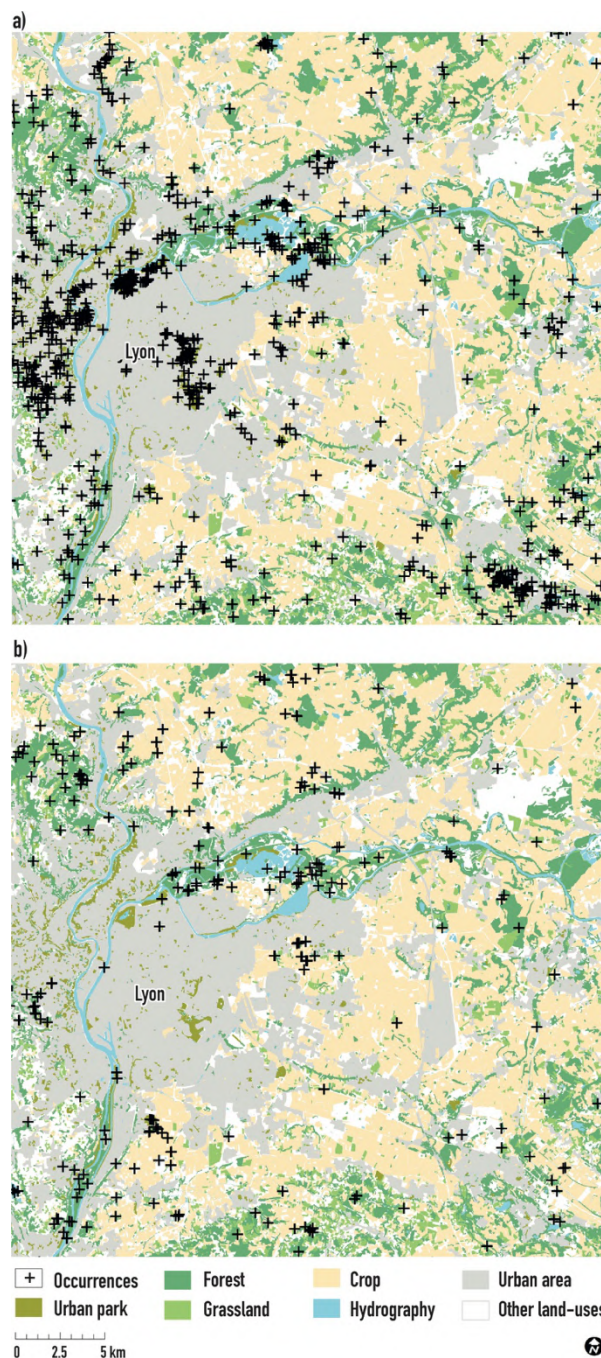 a)
Lyon
b)
Lyon
Occurrences Forest Crop Urban area
Urban park Grassland Hydrography Other land-uses
0 2.5 5 km
N